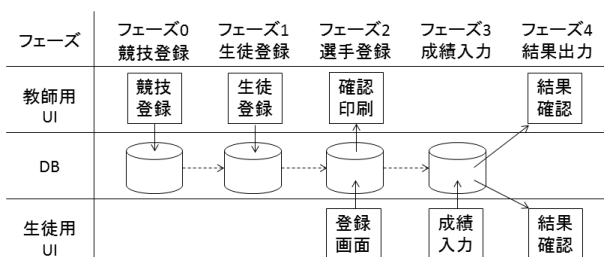 フェーズ
フェーズ0
競技登録
フェーズ1
生徒登録
フェーズ2
選手登録
フェーズ3
成績入力
フェーズ4
結果出力
教師用
UI
競技
登録
生徒
登録
確認
印刷
結果
確認
DB
生徒用
UI
登録
画面
成績
入力
結果
確認